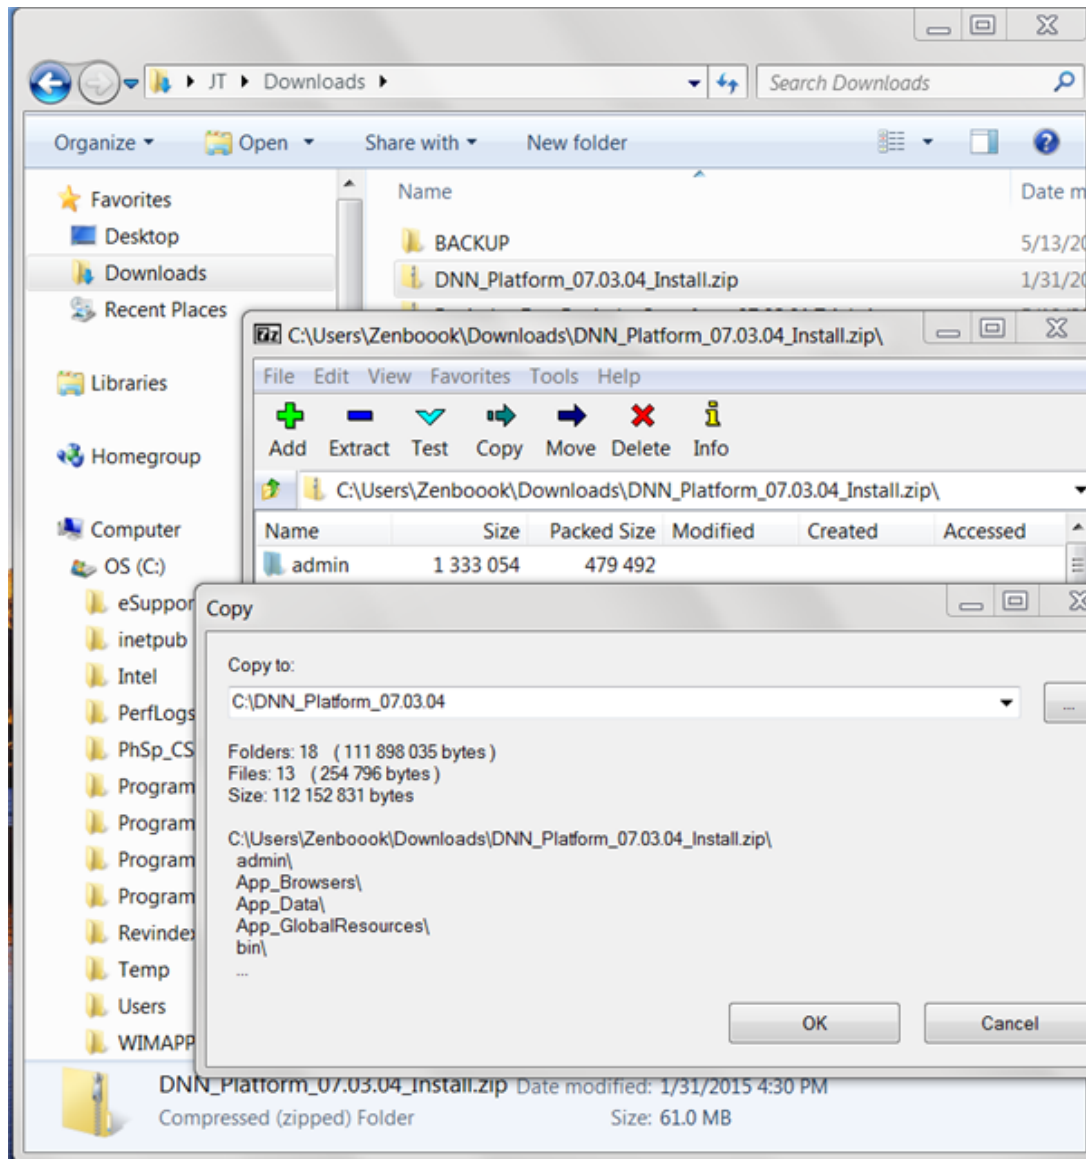 JT Downloads
Search Downloads
Organize Open Share with New folder
Favorites
Desktop
Downloads
Recent Places
Libraries
Homegroup
Computer
OS (C:)
inetpub
Intel
PerfLogs
PhSp_CS
Program
Program
Program
Program
Temp
Users
WIMAPP
Name Date m
BACKUP 5/13/20
DNN_Platform_07.03.04_Install.zip 1/31/20
C:\Users\Zenboook\Downloads\DNN_Platform_07.03.04_Install.zip\
File Edit View Favorites Tools Help
Add Extract Test Copy Move Delete Info
C:\Users\Zenboook\Downloads\DNN_Platform_07.03.04_Install.zip\
Name Size Packed Size Modified Created Accessed
admin 1 333 054 479 492
Copy
Copy to:
C:\DNN_Platform_07.03.04
...
Folders: 18 ( 111 898 035 bytes )
Files: 13 ( 254 796 bytes )
Size: 112 152 831 bytes
C:\Users\Zenboook\Downloads\DNN_Platform_07.03.04_Install.zip\
admin\
App_Browsers\
App_Data\
App_GlobalResources\
bin\
...
OK Cancel
DNN_Platform_07.03.04_Install.zip Date modified: 1/31/2015 4:30 PM
Compressed (zipped) Folder Size: 61.0 MB